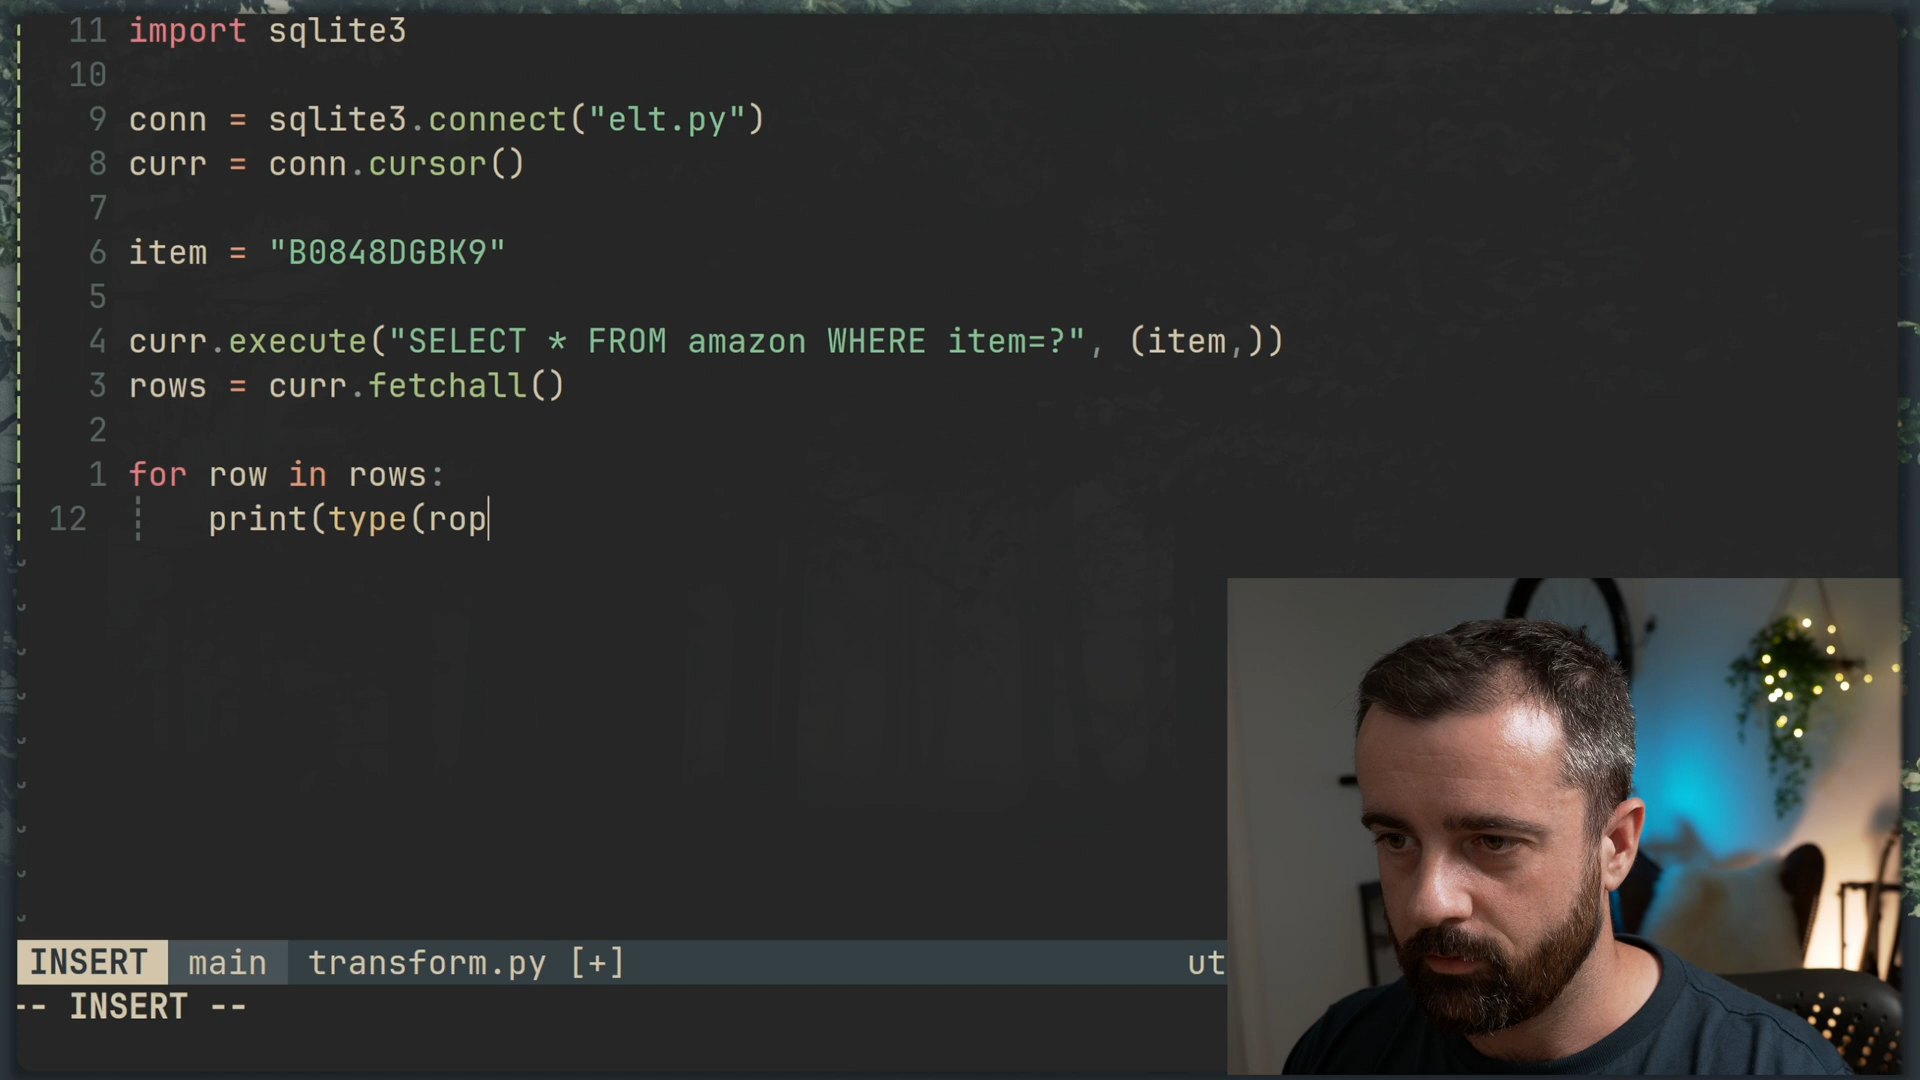 11 import sqlite3
10
9 conn = sqlite3.connect("elt.py")
8 curr = conn.cursor()
7
6 item = "B0848DGBK9"
5
4 curr.execute("SELECT * FROM amazon WHERE item=?", (item,))
3 rows = curr.fetchall()
2
1 for row in rows:
12 print(type(rop
INSERT main transform.py [+] ut
-- INSERT --